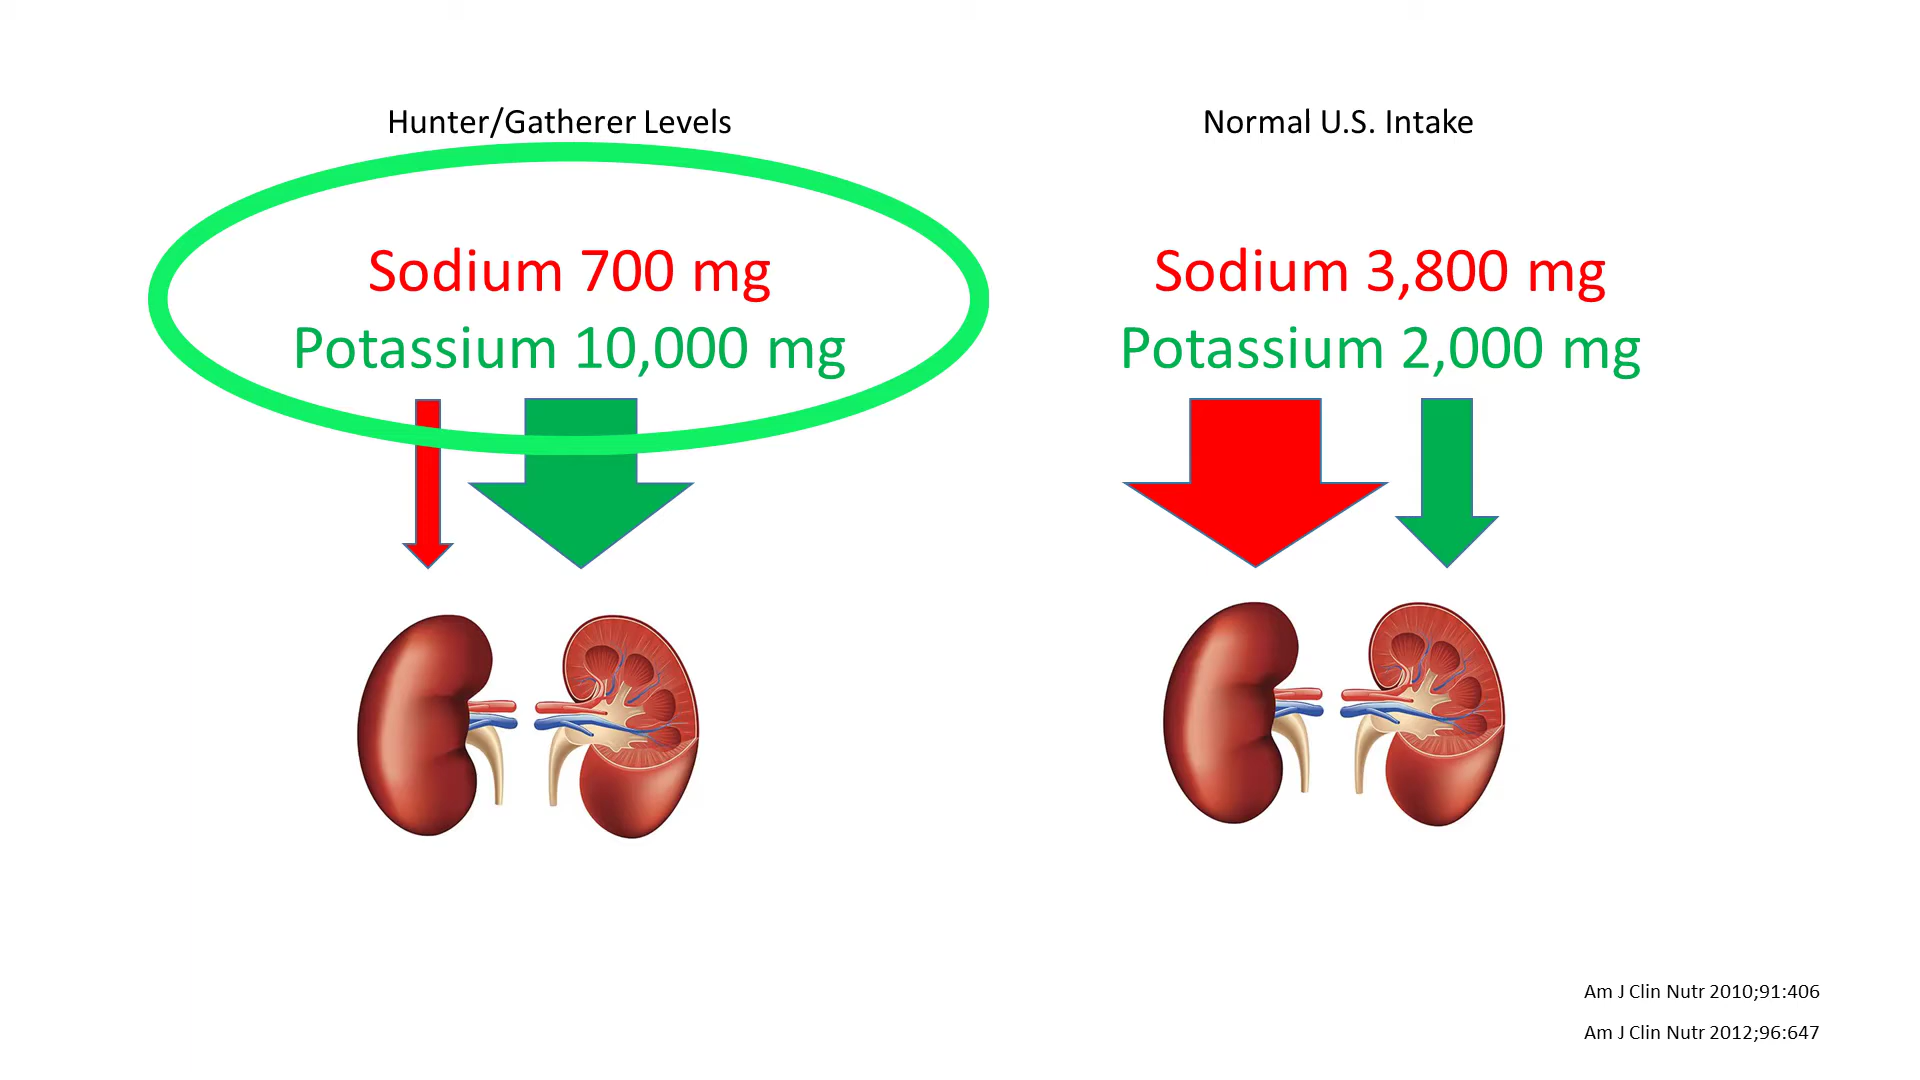 Hunter/Gatherer Levels
Sodium 700 mg
Potassium 10,000 mg
Normal U.S. Intake
Sodium 3,800 mg
Potassium 2,000 mg
Am J Clin Nutr 2010;91:406
Am J Clin Nutr 2012;96:647